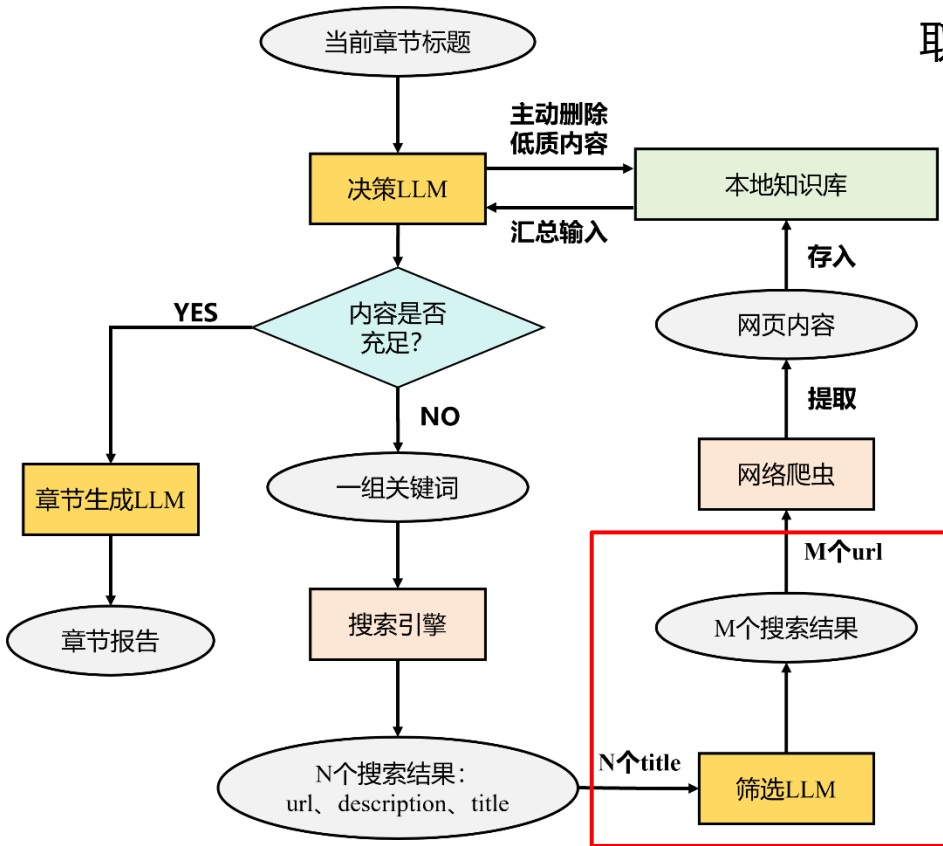 当前章节标题
主动删除
低质内容
决策LLM
本地知识库
汇总输入
存入
YES
内容是否
充足？
网页内容
提取
NO
章节生成LLM
一组关键词
网络爬虫
M个url
搜索引擎
章节报告
M个搜索结果
N个搜索结果：
url、description、title
N个title
筛选LLM